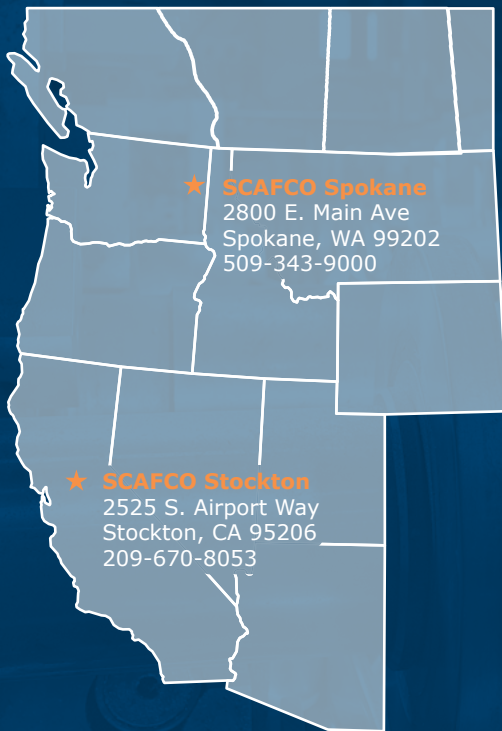 SCAFCO Spokane
2800 E. Main Ave
Spokane, WA 99202
509-343-9000
SCAFCO Stockton
2525 S. Airport Way
Stockton, CA 95206
209-670-8053